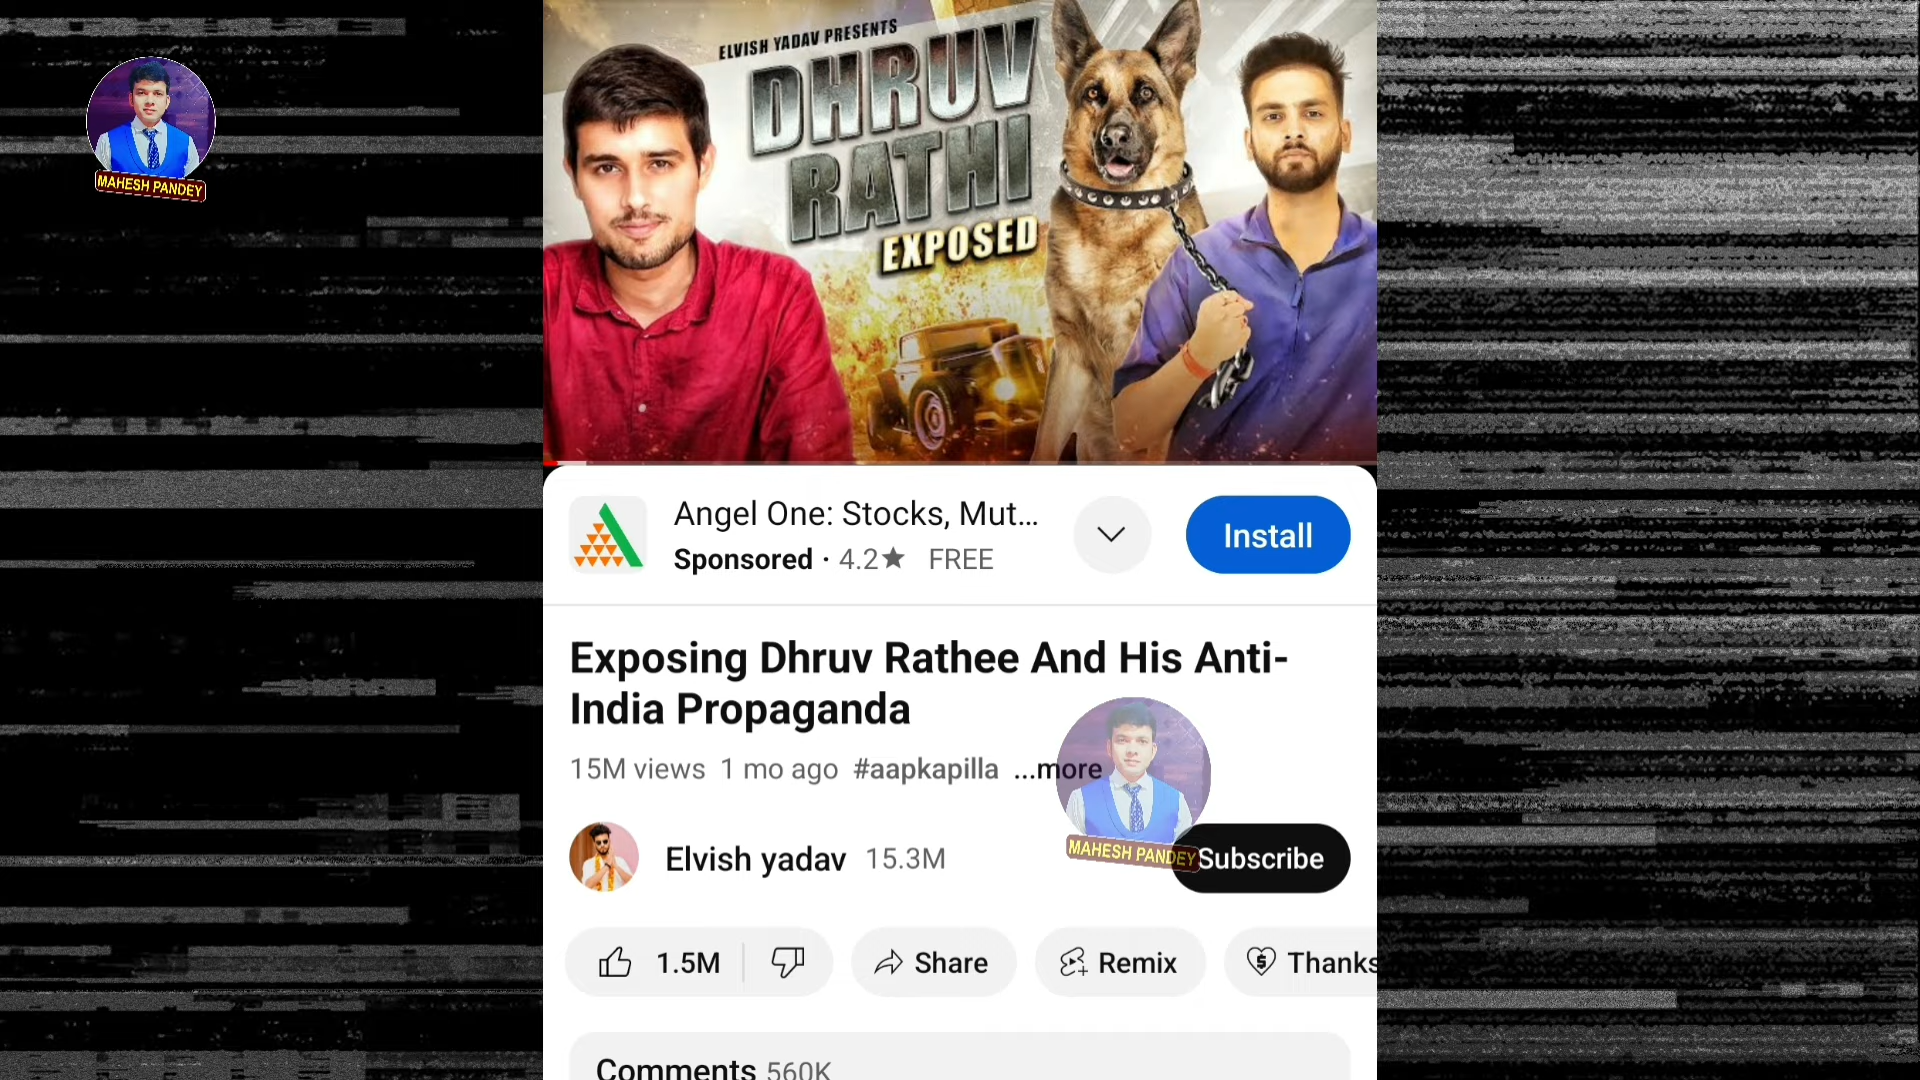 MAHESH PANDEY
ELVISH YADAV PRESENTS
DHRUV
RATHI
EXPOSED
Angel One: Stocks, Mut...
Install
Sponsored · 4.2★ FREE
Exposing Dhruv Rathee And His Anti-
India Propaganda
15M views 1 mo ago #aapkapilla ...more
MAHESH PANDEY
Elvish yadav 15.3M
Subscribe
1.5M
Share
Remix
Thanks
Comments 560K